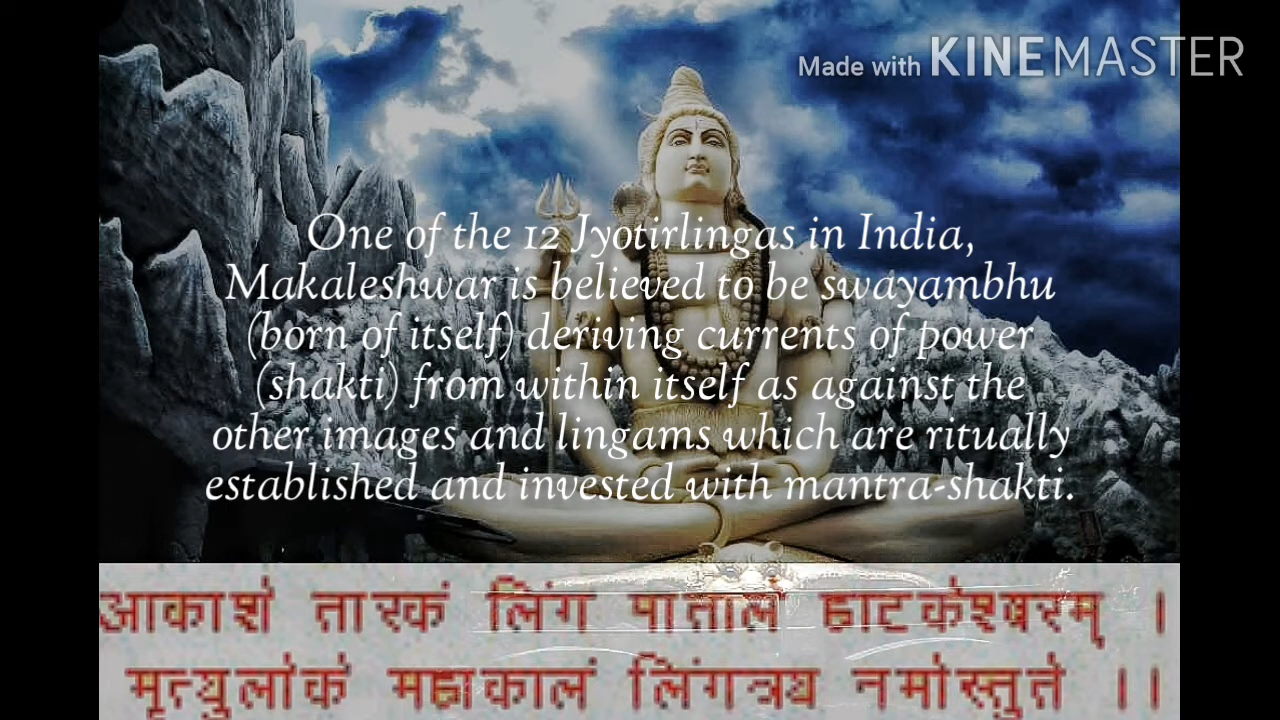 Made with KINEMASTER
One of the 12 Jyotirlingas in India,
Makaleshwar is believed to be swayambhu
(born of itself) deriving currents of power
(shakti) from within itself as against the
other images and lingams which are ritually
established and invested with mantra-shakti.
आकाशे तारकं लिंग पाताले हाटकेश्वरम् ।
मृत्युलोके महाकालं लिंगत्रय नमोस्तुते ।।